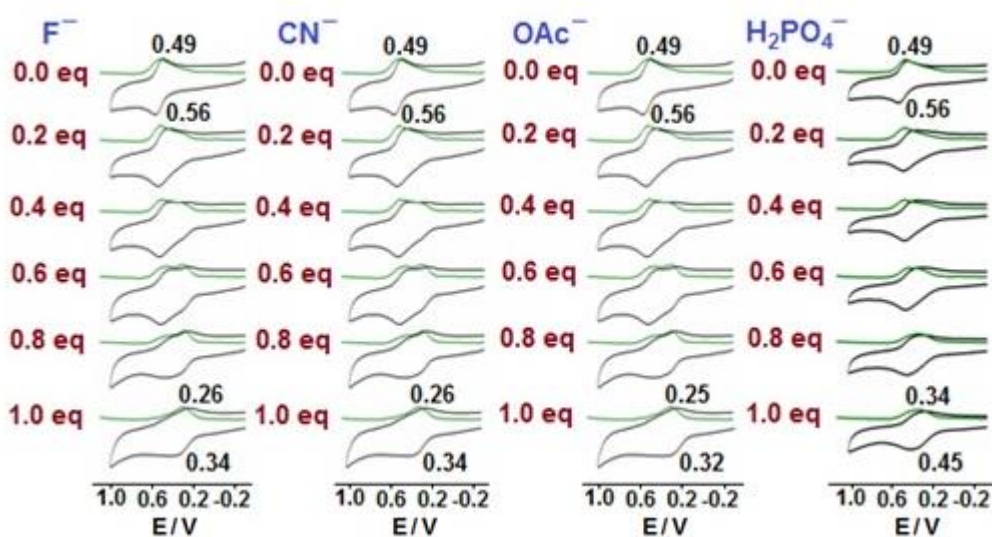 F⁻ CN⁻ OAc⁻ H₂PO₄⁻
0.49 0.49 0.49 0.49
0.0 eq 0.0 eq 0.0 eq 0.0 eq
0.56 0.56 0.56 0.56
0.2 eq 0.2 eq 0.2 eq 0.2 eq
0.4 eq 0.4 eq 0.4 eq 0.4 eq
0.6 eq 0.6 eq 0.6 eq 0.6 eq
0.8 eq 0.8 eq 0.8 eq 0.8 eq
0.26 0.26 0.25 0.34
1.0 eq 1.0 eq 1.0 eq 1.0 eq
0.34 0.34 0.32 0.45
1.0 0.6 0.2 -0.2 1.0 0.6 0.2 -0.2 1.0 0.6 0.2 -0.2 1.0 0.6 0.2 -0.2
E / V E / V E / V E / V